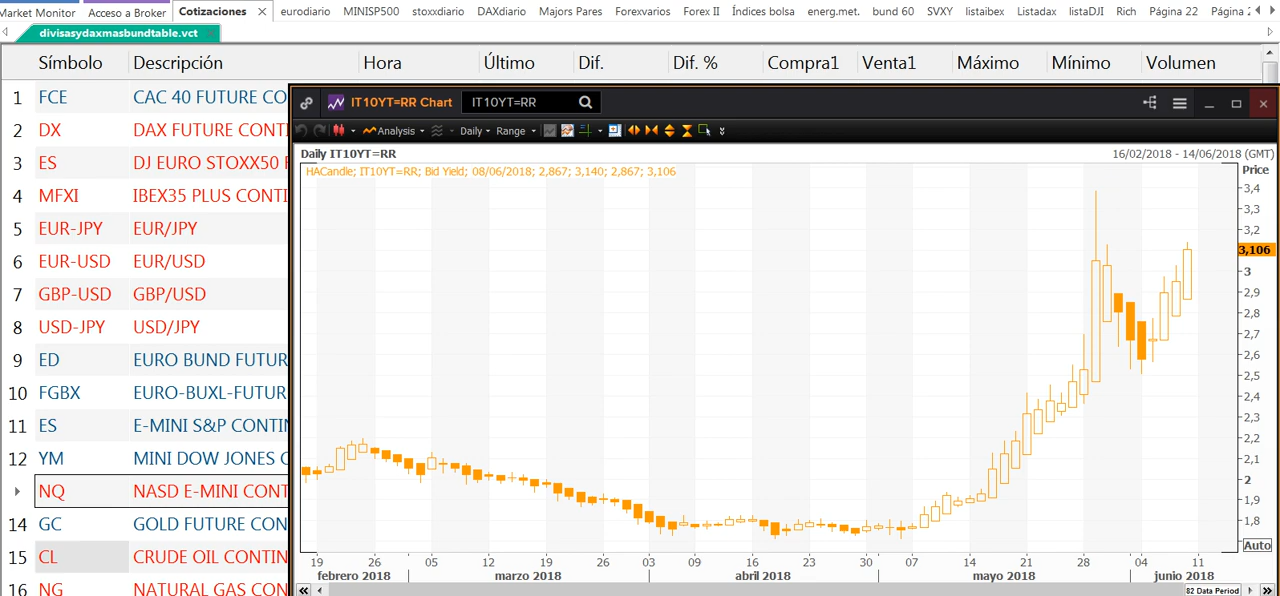 Market Monitor Acceso a Broker Cotizaciones eurodiario MINISP500 stoxxdiario DAXdiario Majors Pares Forexvarios Forex II Índices bolsa energ.met. bund 60 SVXY listaibex Listadax listaDJI Rich Página 22 Página
divisasydaxmasbundtable.vct
Símbolo Descripción Hora Último Dif. Dif. % Compra1 Venta1 Máximo Mínimo Volumen
1 FCE CAC 40 FUTURE CO
2 DX DAX FUTURE CONTI
3 ES DJ EURO STOXX50 F
4 MFXI IBEX35 PLUS CONTI
5 EUR-JPY EUR/JPY
6 EUR-USD EUR/USD
7 GBP-USD GBP/USD
8 USD-JPY USD/JPY
9 ED EURO BUND FUTUR
10 FGBX EURO-BUXL-FUTUR
11 ES E-MINI S&P CONTIN
12 YM MINI DOW JONES C
NQ NASD E-MINI CONT
14 GC GOLD FUTURE CON
15 CL CRUDE OIL CONTIN
16 NG NATURAL GAS CON
IT10YT=RR Chart IT10YT=RR
Analysis Daily Range
Daily IT10YT=RR 16/02/2018 - 14/06/2018 (GMT)
HACandle; IT10YT=RR; Bid Yield; 08/06/2018; 2,867; 3,140; 2,867; 3,106
Price
3,4
3,3
3,2
3,106
3
2,9
2,8
2,7
2,6
2,5
2,4
2,3
2,2
2,1
2
1,9
1,8
Auto
19 26 05 12 19 26 03 09 16 23 30 07 14 21 28 04 11
febrero 2018 marzo 2018 abril 2018 mayo 2018 junio 2018
82 Data Period